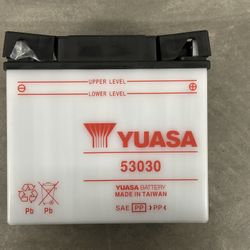 UPPER LEVEL
LOWER LEVEL
YUASA
53030
YUASA BATTERY
MADE IN TAIWAN
Pb Pb
SAE PP >PP<